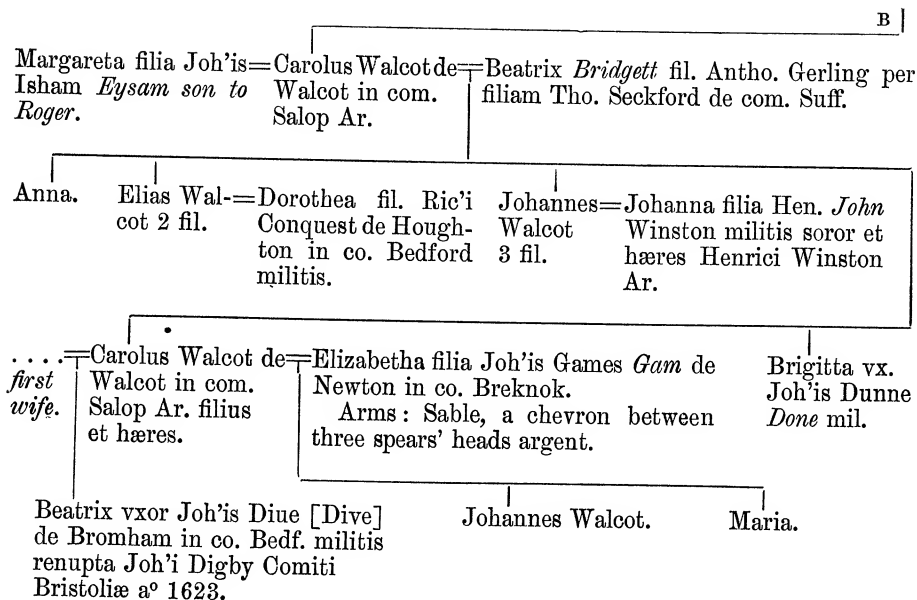 B
Margareta filia Joh'is=
Isham Eysam son to
Roger.
Carolus Walcot de=
Walcot in com.
Salop Ar.
Beatrix Bridgett fil. Antho. Gerling per
filiam Tho. Seckford de com. Suff.
Anna.
Elias Wal-=
cot 2 fil.
Dorothea fil. Ric'i
Conquest de Hough-
ton in co. Bedford
militis.
Johannes=
Walcot
3 fil.
Johanna filia Hen. John
Winston militis soror et
hæres Henrici Winston
Ar.
. . . .=
first
wife.
Carolus Walcot de=
Walcot in com.
Salop Ar. filius
et hæres.
Elizabetha filia Joh'is Games Gam de
Newton in co. Breknok.
Arms: Sable, a chevron between
three spears' heads argent.
Brigitta vx.
Joh'is Dunne
Done mil.
Beatrix vxor Joh'is Diue [Dive]
de Bromham in co. Bedf. militis
renupta Joh'i Digby Comiti
Bristoliæ aº 1623.
Johannes Walcot.
Maria.